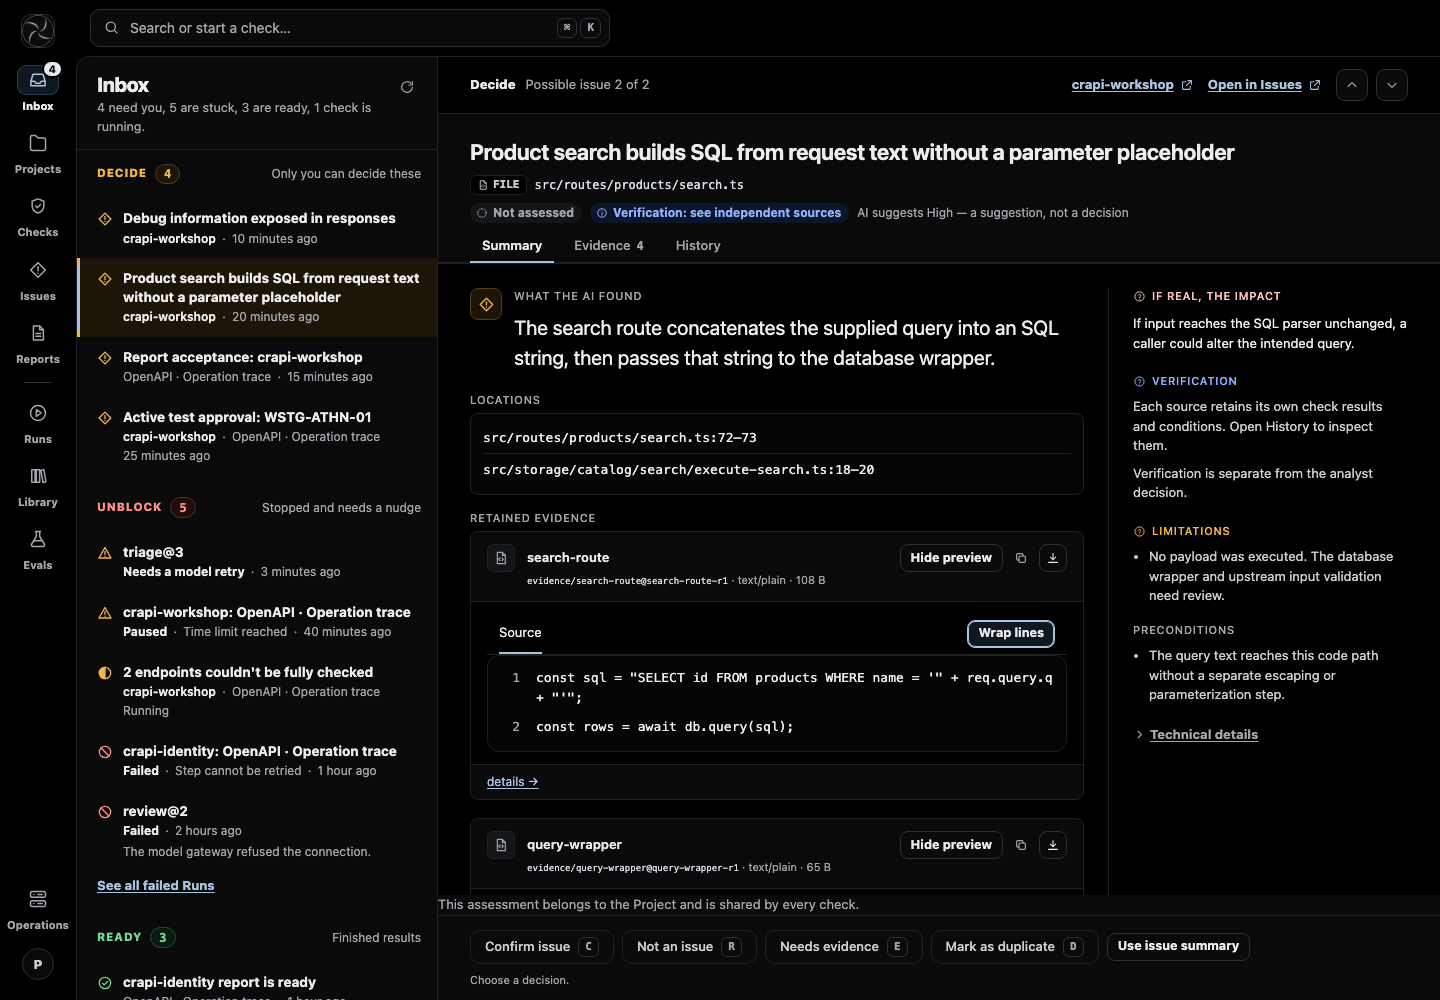 Search or start a check...
⌘ K
4
Inbox
Projects
Checks
Issues
Reports
Runs
Library
Evals
Operations
P
Inbox
4 need you, 5 are stuck, 3 are ready, 1 check is
running.
DECIDE 4 Only you can decide these
Debug information exposed in responses
crapi-workshop · 10 minutes ago
Product search builds SQL from request text
without a parameter placeholder
crapi-workshop · 20 minutes ago
Report acceptance: crapi-workshop
OpenAPI · Operation trace · 15 minutes ago
Active test approval: WSTG-ATHN-01
crapi-workshop · OpenAPI · Operation trace
25 minutes ago
UNBLOCK 5 Stopped and needs a nudge
triage@3
Needs a model retry · 3 minutes ago
crapi-workshop: OpenAPI · Operation trace
Paused · Time limit reached · 40 minutes ago
2 endpoints couldn't be fully checked
crapi-workshop · OpenAPI · Operation trace
Running
crapi-identity: OpenAPI · Operation trace
Failed · Step cannot be retried · 1 hour ago
review@2
Failed · 2 hours ago
The model gateway refused the connection.
See all failed Runs
READY 3 Finished results
crapi-identity report is ready
OpenAPI · Operation trace · 1 hour ago
Decide Possible issue 2 of 2
crapi-workshop Open in Issues
Product search builds SQL from request text without a parameter placeholder
FILE src/routes/products/search.ts
Not assessed Verification: see independent sources AI suggests High — a suggestion, not a decision
Summary Evidence 4 History
WHAT THE AI FOUND
The search route concatenates the supplied query into an SQL
string, then passes that string to the database wrapper.
LOCATIONS
src/routes/products/search.ts:72–73
src/storage/catalog/search/execute-search.ts:18–20
RETAINED EVIDENCE
search-route
evidence/search-route@search-route-r1 · text/plain · 108 B
Hide preview
Source
Wrap lines
1 const sql = "SELECT id FROM products WHERE name = '" + req.query.q
+ "'";
2 const rows = await db.query(sql);
details →
query-wrapper
evidence/query-wrapper@query-wrapper-r1 · text/plain · 65 B
Hide preview
IF REAL, THE IMPACT
If input reaches the SQL parser unchanged, a
caller could alter the intended query.
VERIFICATION
Each source retains its own check results
and conditions. Open History to inspect
them.
Verification is separate from the analyst
decision.
LIMITATIONS
• No payload was executed. The database
wrapper and upstream input validation
need review.
PRECONDITIONS
• The query text reaches this code path
without a separate escaping or
parameterization step.
Technical details
This assessment belongs to the Project and is shared by every check.
Confirm issue C
Not an issue R
Needs evidence E
Mark as duplicate D
Use issue summary
Choose a decision.